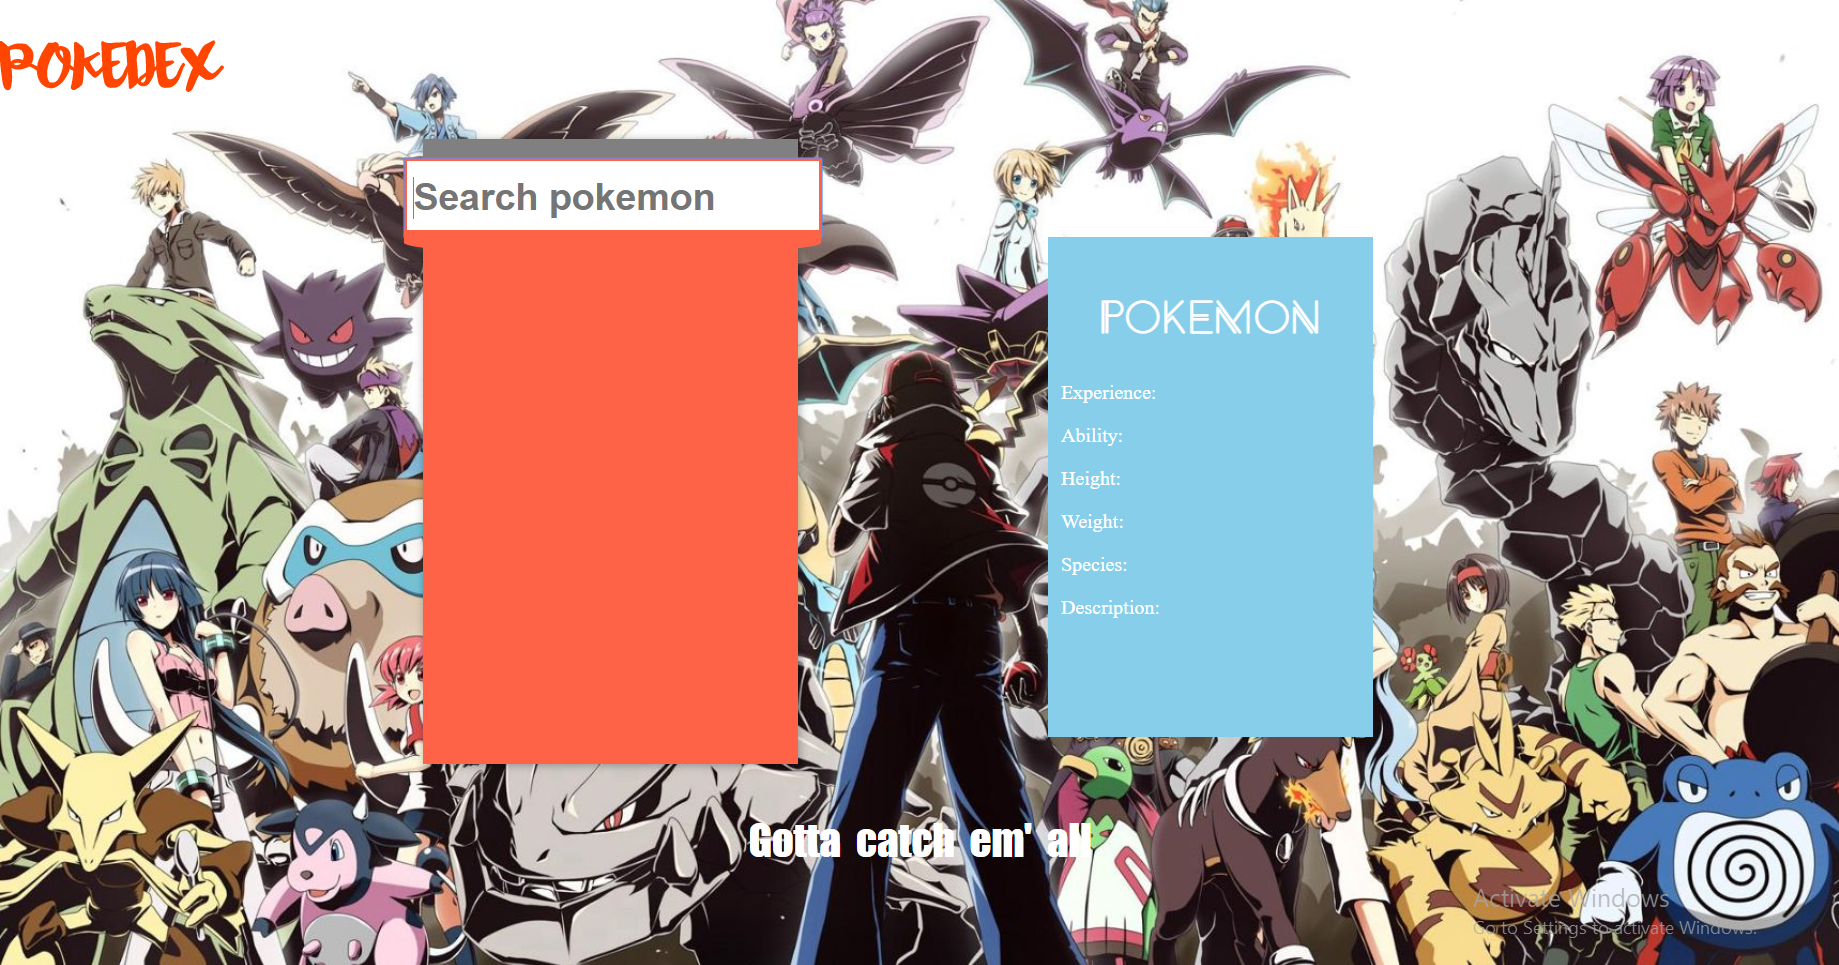 POKEDEX
Search pokemon
POKEMON
Experience:
Ability:
Height:
Weight:
Species:
Description:
Gotta catch em' all
Activate Windows
Go to Settings to activate Windows.